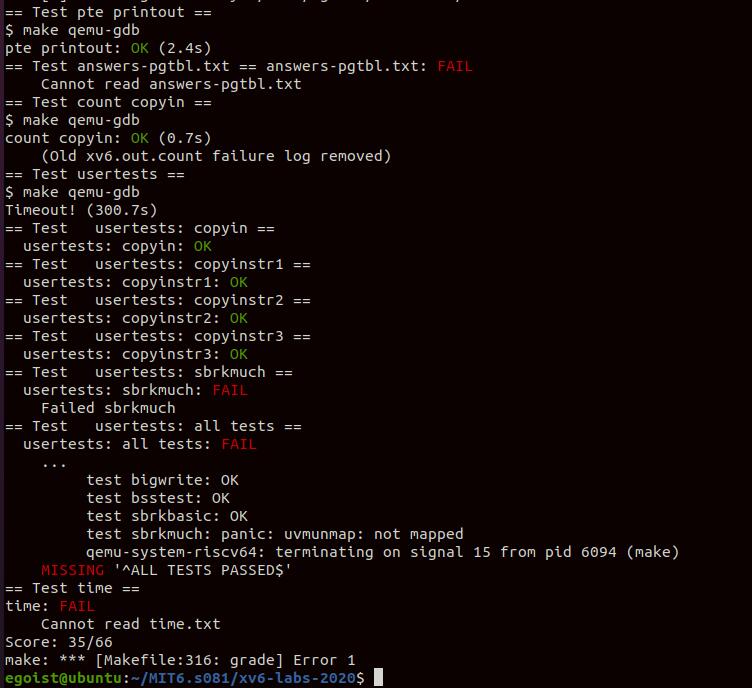 == Test pte printout ==
$ make qemu-gdb
pte printout: OK (2.4s)
== Test answers-pgtbl.txt == answers-pgtbl.txt: FAIL
    Cannot read answers-pgtbl.txt
== Test count copyin ==
$ make qemu-gdb
count copyin: OK (0.7s)
    (Old xv6.out.count failure log removed)
== Test usertests ==
$ make qemu-gdb
Timeout! (300.7s)
== Test   usertests: copyin ==
  usertests: copyin: OK
== Test   usertests: copyinstr1 ==
  usertests: copyinstr1: OK
== Test   usertests: copyinstr2 ==
  usertests: copyinstr2: OK
== Test   usertests: copyinstr3 ==
  usertests: copyinstr3: OK
== Test   usertests: sbrkmuch ==
  usertests: sbrkmuch: FAIL
    Failed sbrkmuch
== Test   usertests: all tests ==
  usertests: all tests: FAIL
    ...
         test bigwrite: OK
         test bsstest: OK
         test sbrkbasic: OK
         test sbrkmuch: panic: uvmunmap: not mapped
         qemu-system-riscv64: terminating on signal 15 from pid 6094 (make)
    MISSING '^ALL TESTS PASSED$'
== Test time ==
time: FAIL
    Cannot read time.txt
Score: 35/66
make: *** [Makefile:316: grade] Error 1
egoist@ubuntu:~/MIT6.s081/xv6-labs-2020$